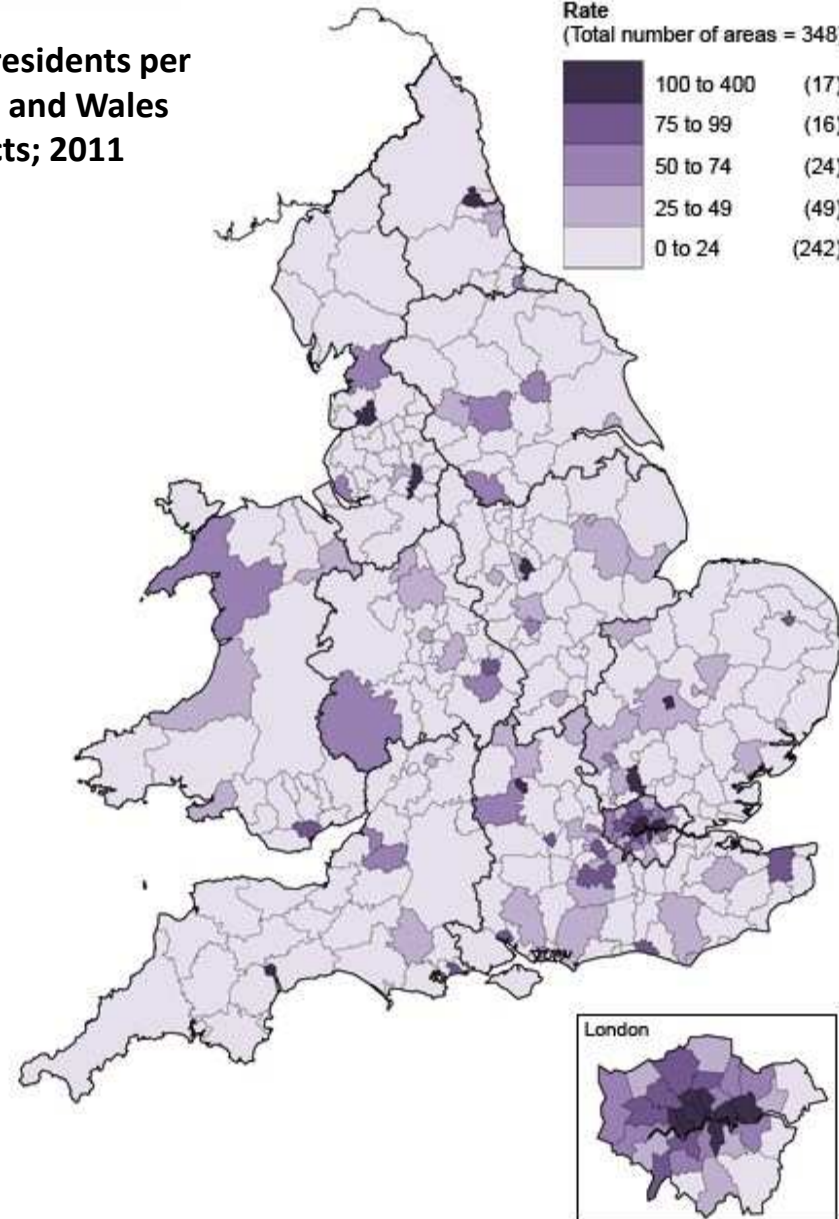 residents per
and Wales
cts; 2011
Rate
(Total number of areas = 348)
100 to 400 (17)
75 to 99 (16)
50 to 74 (24)
25 to 49 (49)
0 to 24 (242)
London